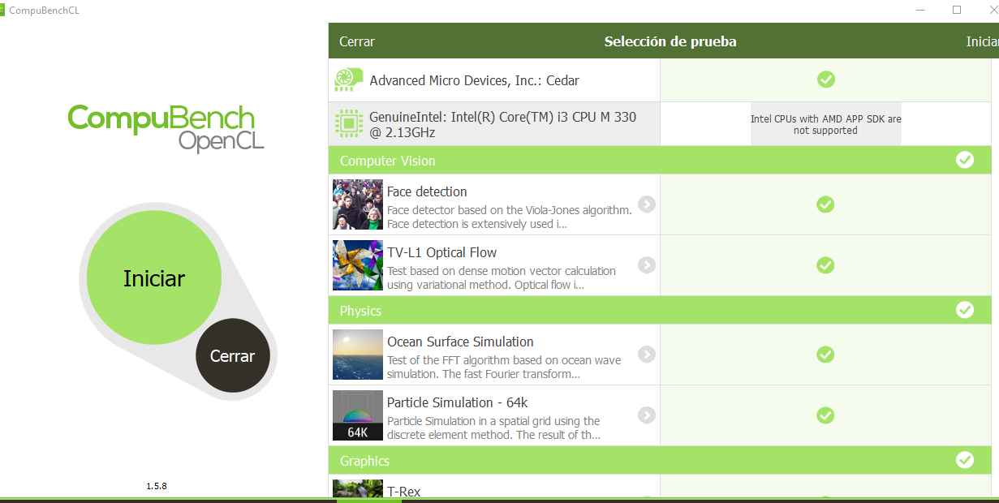 CompuBenchCL
Cerrar
Selección de prueba
Iniciar
Advanced Micro Devices, Inc.: Cedar
GenuineIntel: Intel(R) Core(TM) i3 CPU M 330
@ 2.13GHz
Intel CPUs with AMD APP SDK are
not supported
CompuBench
OpenCL
Iniciar
Cerrar
1.5.8
Computer Vision
Face detection
Face detector based on the Viola-Jones algorithm.
Face detection is extensively used i...
TV-L1 Optical Flow
Test based on dense motion vector calculation
using variational method. Optical flow i...
Physics
Ocean Surface Simulation
Test of the FFT algorithm based on ocean wave
simulation. The fast Fourier transform...
64K
Particle Simulation - 64k
Particle Simulation in a spatial grid using the
discrete element method. The result of th...
Graphics
T-Rex